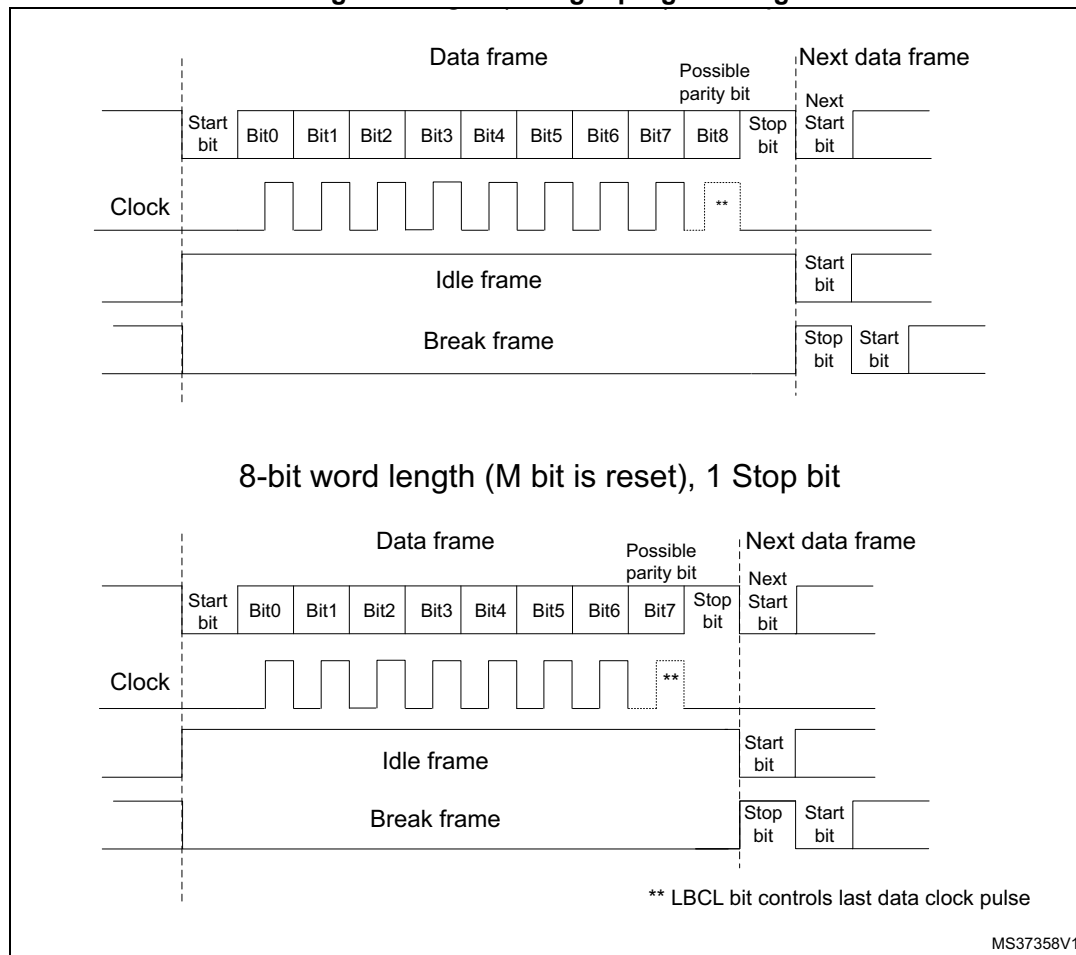 Data frame
Next data frame
Possible
parity bit
Next
Start
bit
Start
bit
Bit0
Bit1
Bit2
Bit3
Bit4
Bit5
Bit6
Bit7
Bit8
Stop
bit
Clock
**
Idle frame
Start
bit
Break frame
Stop
bit
Start
bit
8-bit word length (M bit is reset), 1 Stop bit
Data frame
Next data frame
Possible
parity bit
Next
Start
bit
Start
bit
Bit0
Bit1
Bit2
Bit3
Bit4
Bit5
Bit6
Bit7
Stop
bit
Clock
**
Idle frame
Start
bit
Break frame
Stop
bit
Start
bit
** LBCL bit controls last data clock pulse
MS37358V1